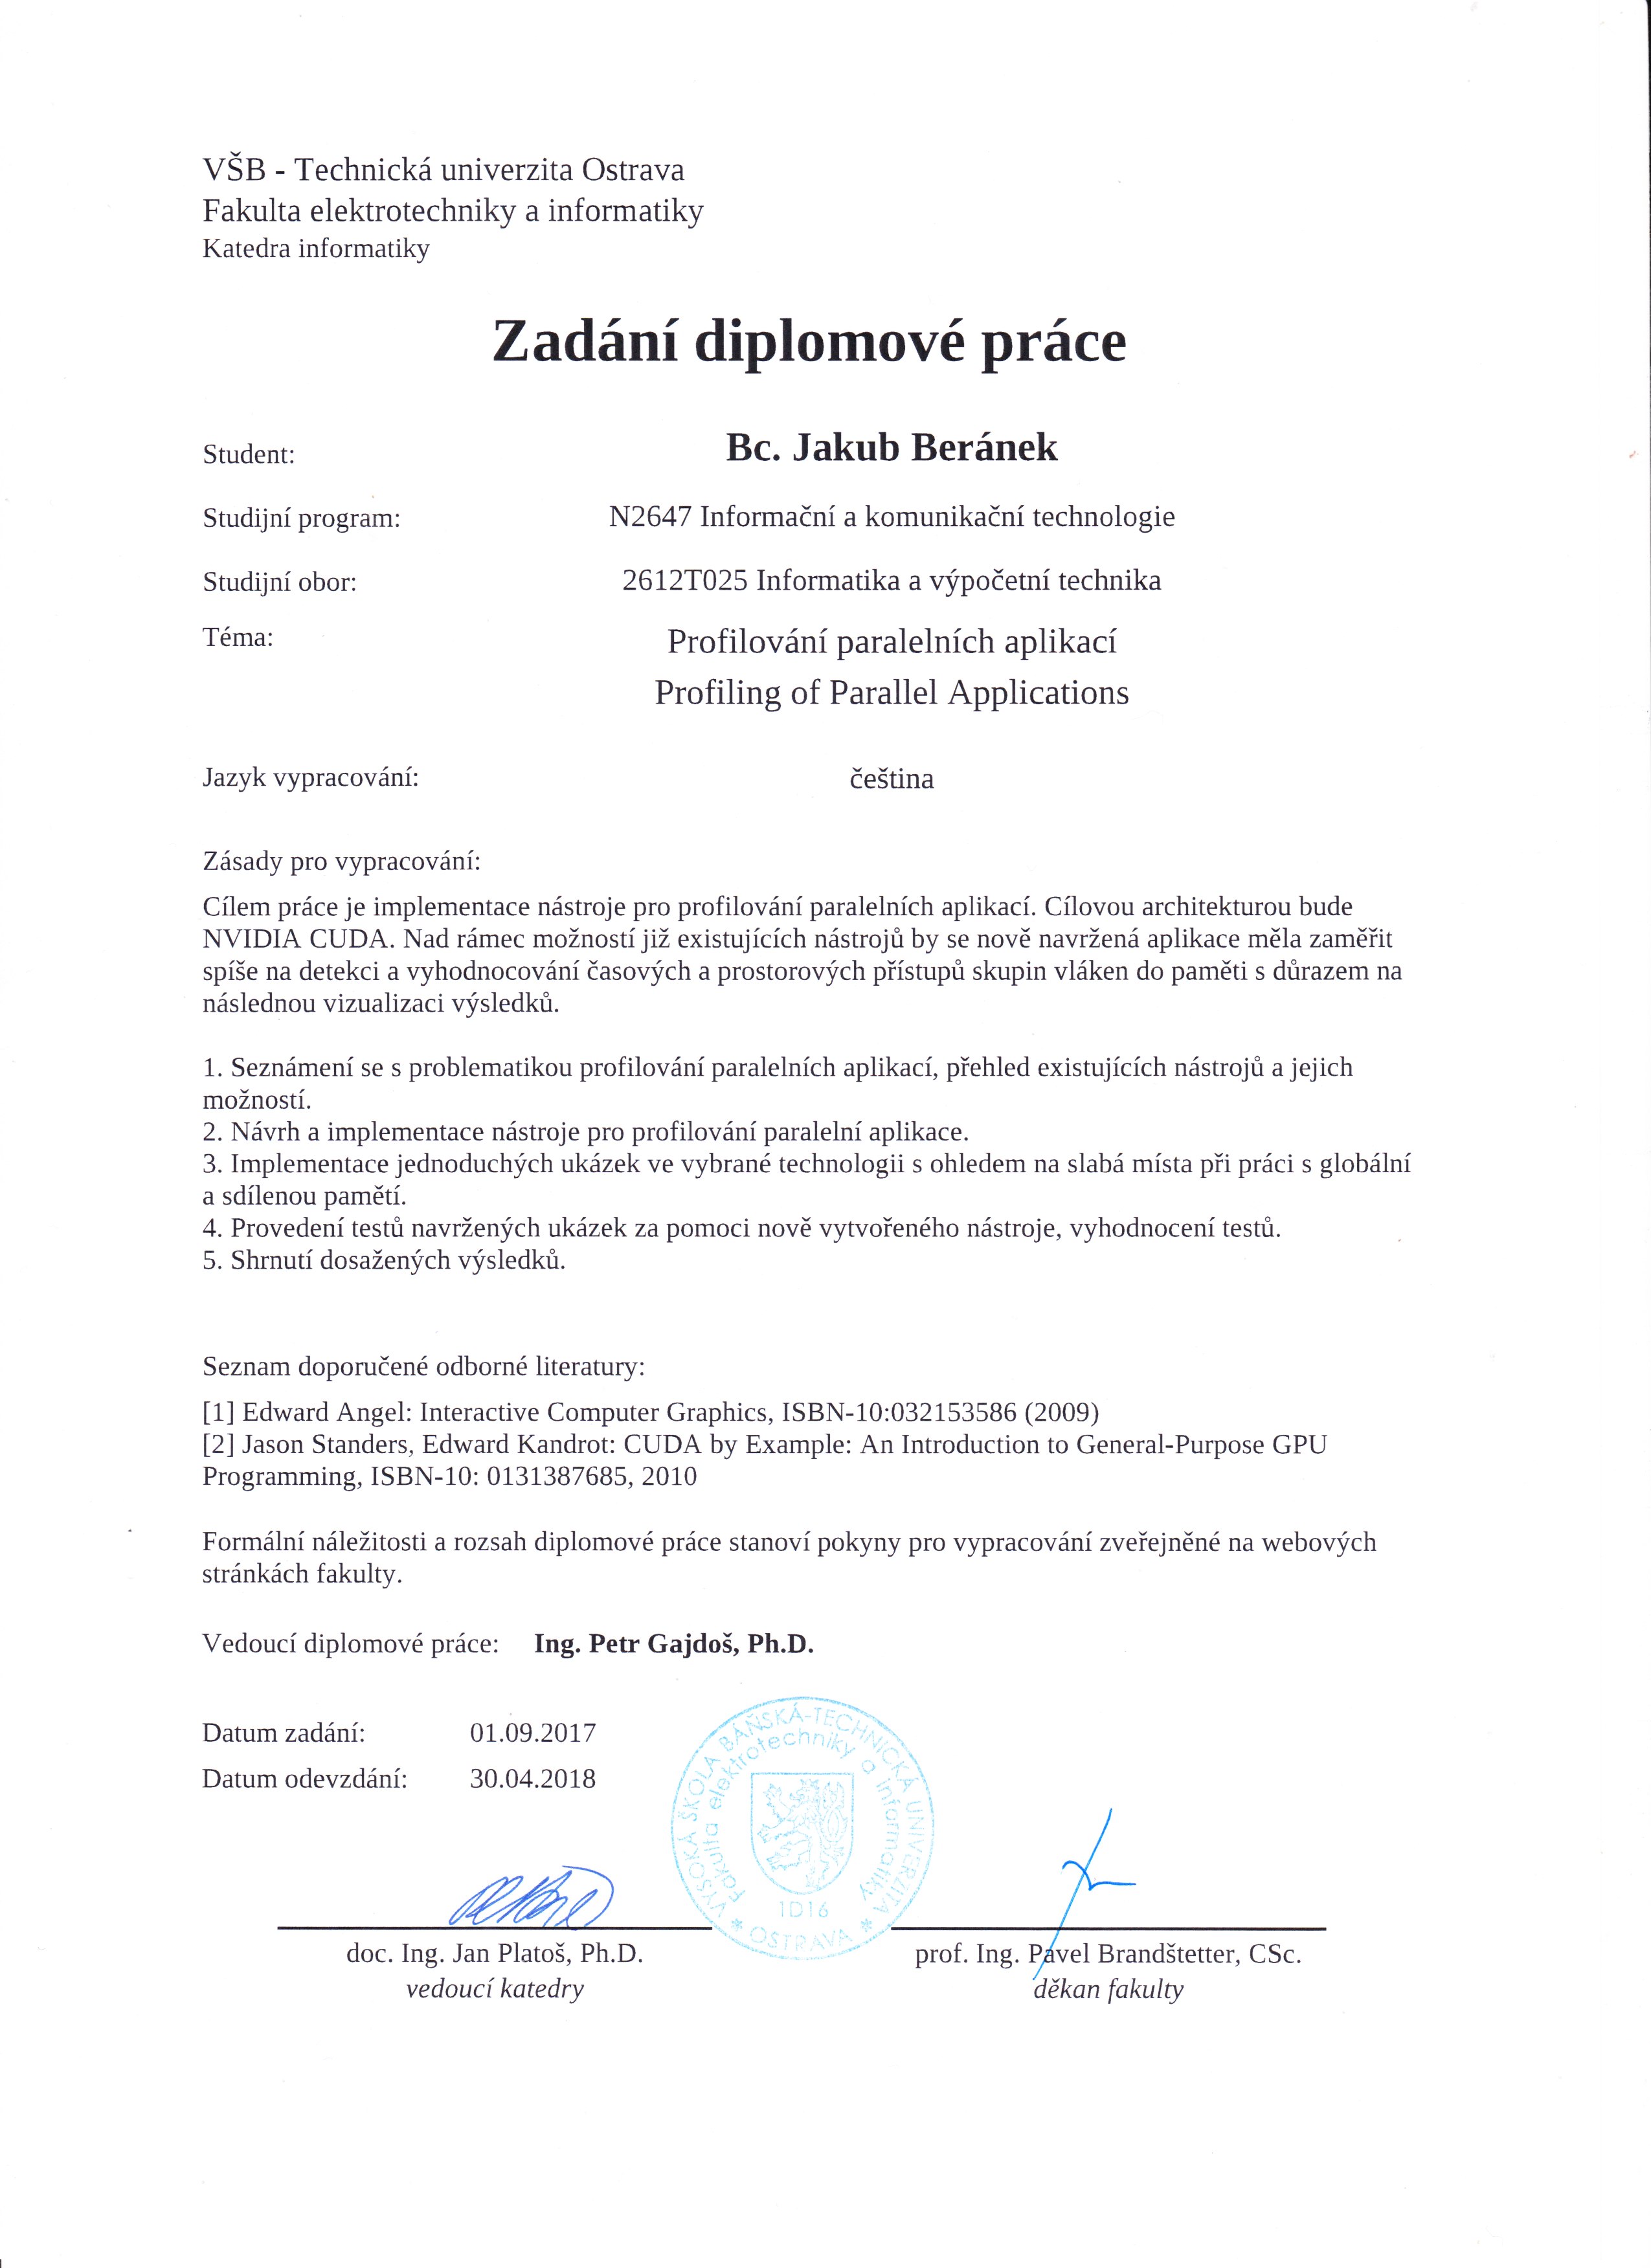 VŠB - Technická univerzita Ostrava
Fakulta elektrotechniky a informatiky
Katedra informatiky
Zadání diplomové práce
Student: Bc. Jakub Beránek
Studijní program: N2647 Informační a komunikační technologie
Studijní obor: 2612T025 Informatika a výpočetní technika
Téma: Profilování paralelních aplikací
Profiling of Parallel Applications
Jazyk vypracování: čeština
Zásady pro vypracování:
Cílem práce je implementace nástroje pro profilování paralelních aplikací. Cílovou architekturou bude
NVIDIA CUDA. Nad rámec možností již existujících nástrojů by se nově navržená aplikace měla zaměřit
spíše na detekci a vyhodnocování časových a prostorových přístupů skupin vláken do paměti s důrazem na
následnou vizualizaci výsledků.
1. Seznámení se s problematikou profilování paralelních aplikací, přehled existujících nástrojů a jejich
možností.
2. Návrh a implementace nástroje pro profilování paralelní aplikace.
3. Implementace jednoduchých ukázek ve vybrané technologii s ohledem na slabá místa při práci s globální
a sdílenou pamětí.
4. Provedení testů navržených ukázek za pomoci nově vytvořeného nástroje, vyhodnocení testů.
5. Shrnutí dosažených výsledků.
Seznam doporučené odborné literatury:
[1] Edward Angel: Interactive Computer Graphics, ISBN-10:032153586 (2009)
[2] Jason Standers, Edward Kandrot: CUDA by Example: An Introduction to General-Purpose GPU
Programming, ISBN-10: 0131387685, 2010
Formální náležitosti a rozsah diplomové práce stanoví pokyny pro vypracování zveřejněné na webových
stránkách fakulty.
Vedoucí diplomové práce: Ing. Petr Gajdoš, Ph.D.
Datum zadání: 01.09.2017
Datum odevzdání: 30.04.2018
VYSOKÁ ŠKOLA BÁŇSKÁ-TECHNICKÁ UNIVERZITA
Fakulta elektrotechniky a informatiky
1D16
* OSTRAVA *
doc. Ing. Jan Platoš, Ph.D. prof. Ing. Pavel Brandštetter, CSc.
vedoucí katedry děkan fakulty